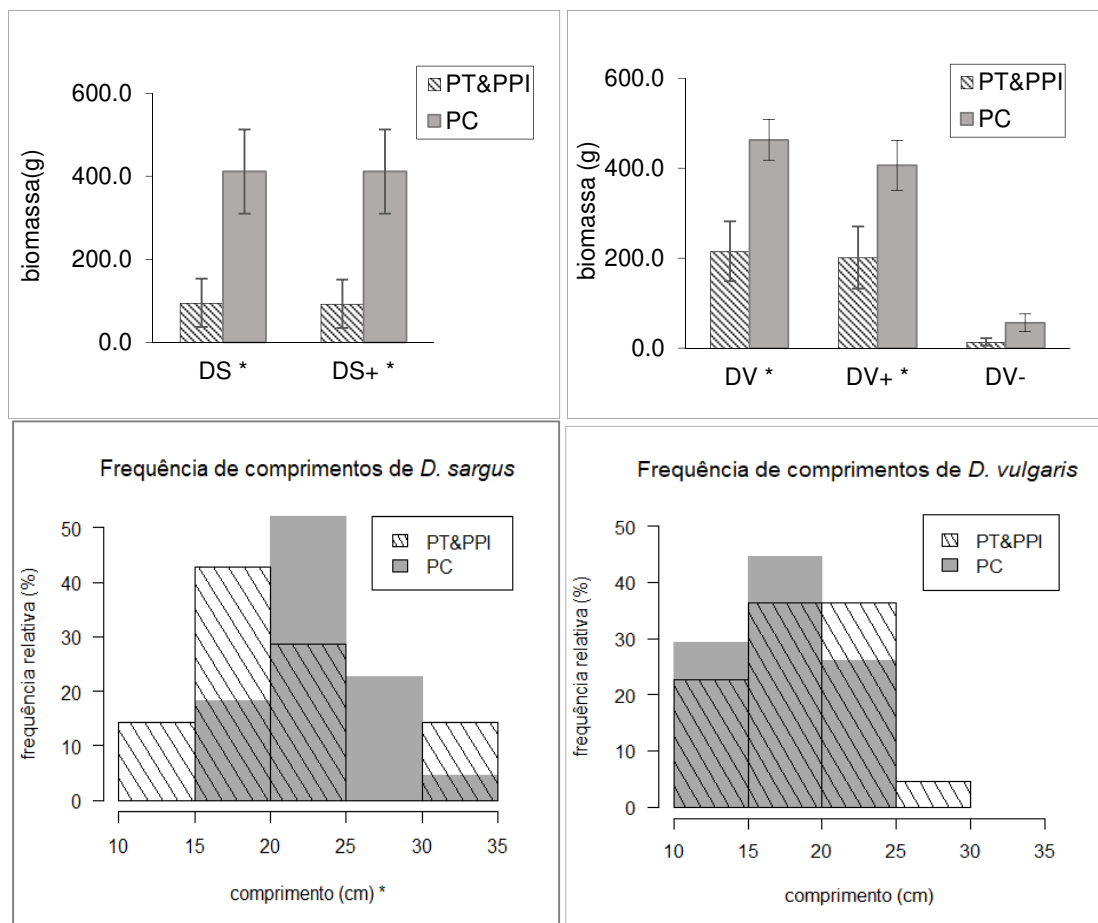 PT&PPI
PC
600.0
400.0
200.0
0.0
biomassa(g)
DS *
DS+ *
PT&PPI
PC
600.0
400.0
200.0
0.0
biomassa (g)
DV *
DV+ *
DV-
Frequência de comprimentos de D. sargus
PT&PPI
PC
50
40
30
20
10
0
frequência relativa (%)
10 15 20 25 30 35
comprimento (cm) *
Frequência de comprimentos de D. vulgaris
PT&PPI
PC
50
40
30
20
10
0
frequência relativa (%)
10 15 20 25 30 35
comprimento (cm)